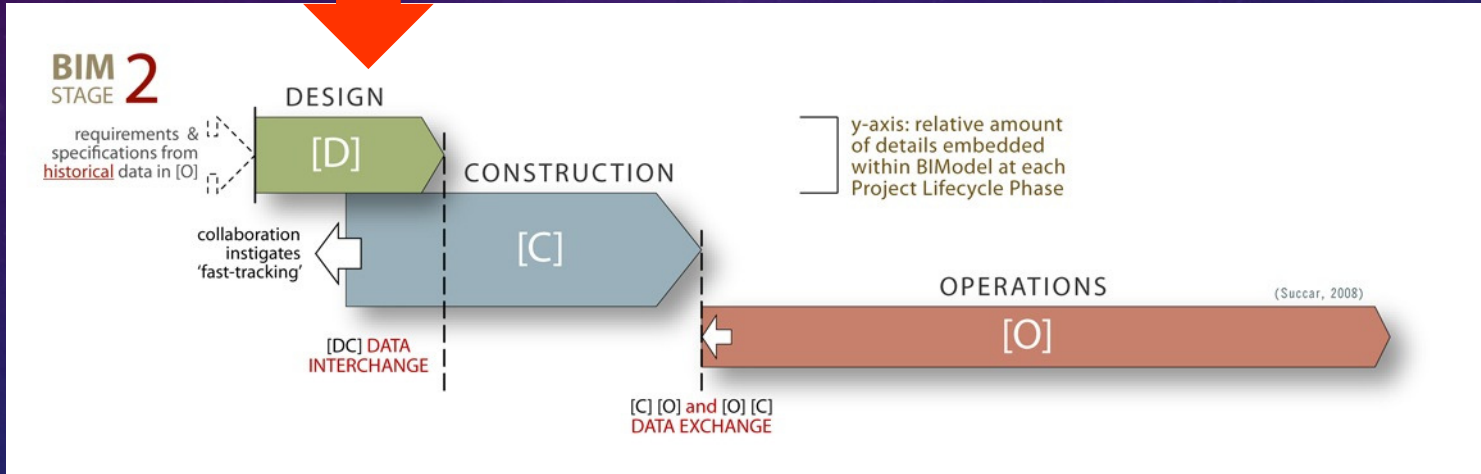 BIM 2
STAGE
DESIGN
requirements &
specifications from
historical data in [O]
[D]
y-axis: relative amount
of details embedded
within BIModel at each
Project Lifecycle Phase
CONSTRUCTION
collaboration
instigates
'fast-tracking'
[C]
OPERATIONS
(Succar, 2008)
[O]
[DC] DATA
INTERCHANGE
[C] [O] and [O] [C]
DATA EXCHANGE